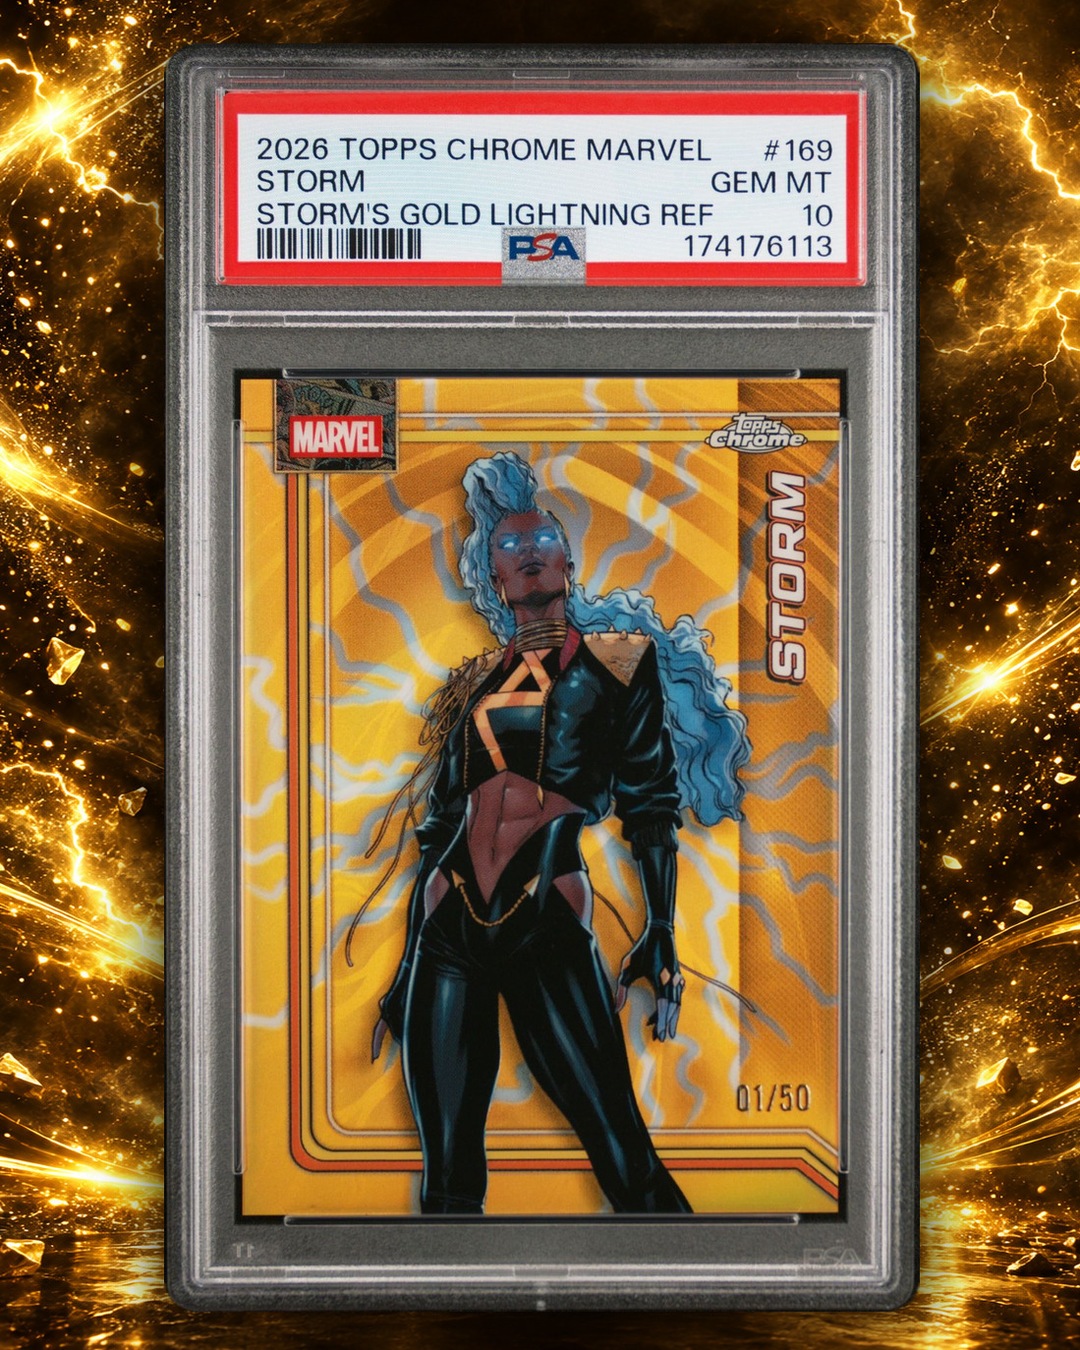 2026 TOPPS CHROME MARVEL #169
STORM GEM MT
STORM'S GOLD LIGHTNING REF 10
PSA 174176113
MARVEL
Topps
Chrome
STORM
01/50
PSA